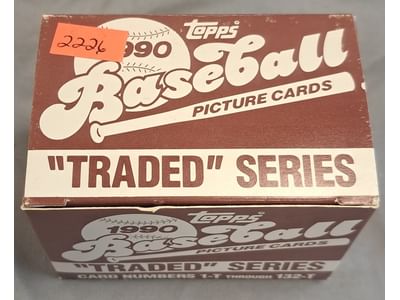 2226
Topps
1990
Baseball
PICTURE CARDS
"TRADED" SERIES
Topps
1990
Baseball
PICTURE CARDS
"TRADED" SERIES
CARD NUMBERS 1-T THROUGH 132-T